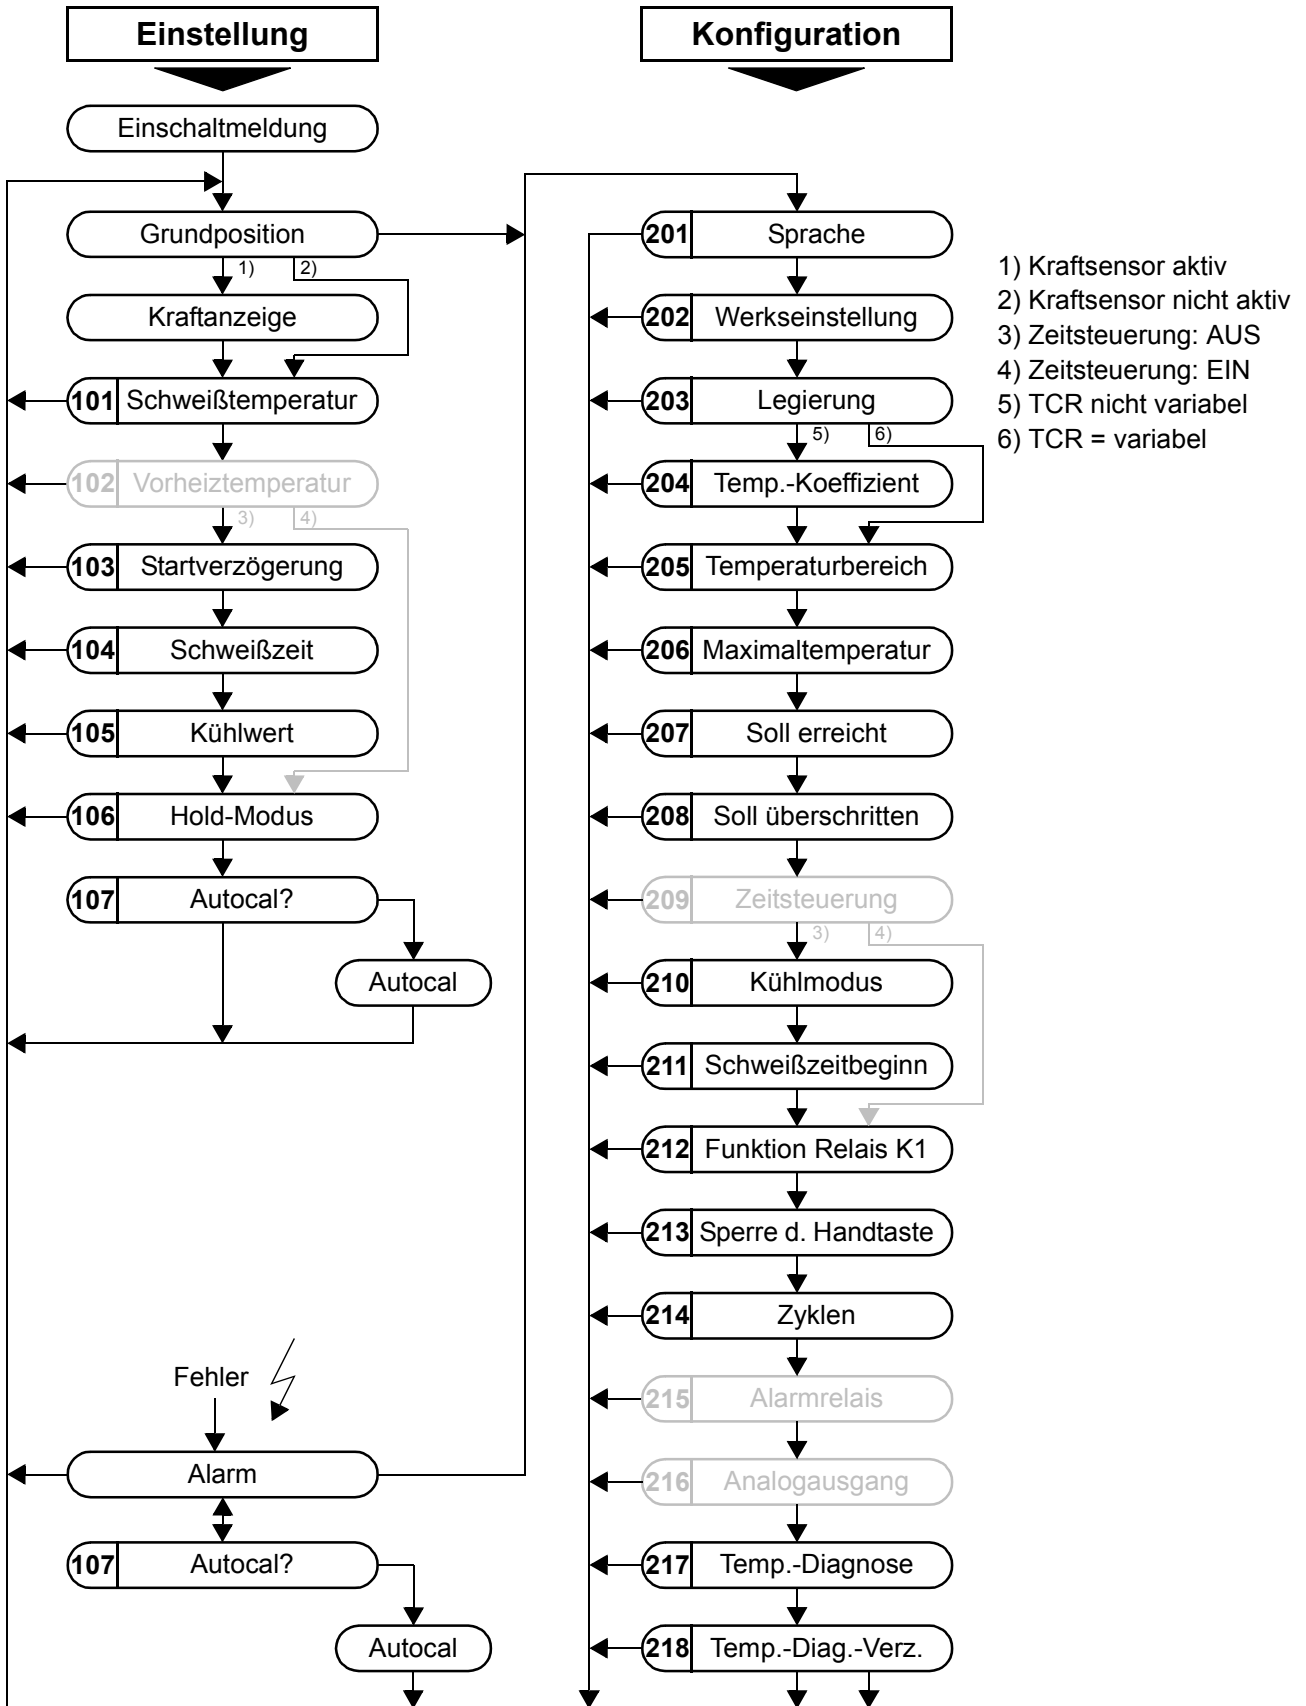 Einstellung
Einschaltmeldung
Grundposition
1)
2)
Kraftanzeige
101 Schweißtemperatur
102 Vorheiztemperatur
3)
4)
103 Startverzögerung
104 Schweißzeit
105 Kühlwert
106 Hold-Modus
107 Autocal?
Autocal
Fehler
Alarm
107 Autocal?
Autocal
Konfiguration
201 Sprache
202 Werkseinstellung
203 Legierung
5)
6)
204 Temp.-Koeffizient
205 Temperaturbereich
206 Maximaltemperatur
207 Soll erreicht
208 Soll überschritten
209 Zeitsteuerung
3)
4)
210 Kühlmodus
211 Schweißzeitbeginn
212 Funktion Relais K1
213 Sperre d. Handtaste
214 Zyklen
215 Alarmrelais
216 Analogausgang
217 Temp.-Diagnose
218 Temp.-Diag.-Verz.
1) Kraftsensor aktiv
2) Kraftsensor nicht aktiv
3) Zeitsteuerung: AUS
4) Zeitsteuerung: EIN
5) TCR nicht variabel
6) TCR = variabel